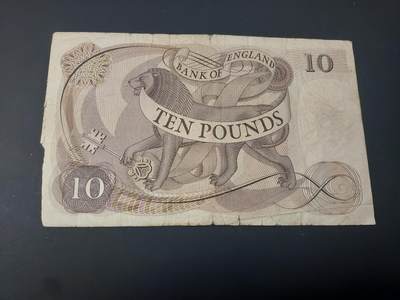 BANK OF ENGLAND
10
TEN POUNDS
10